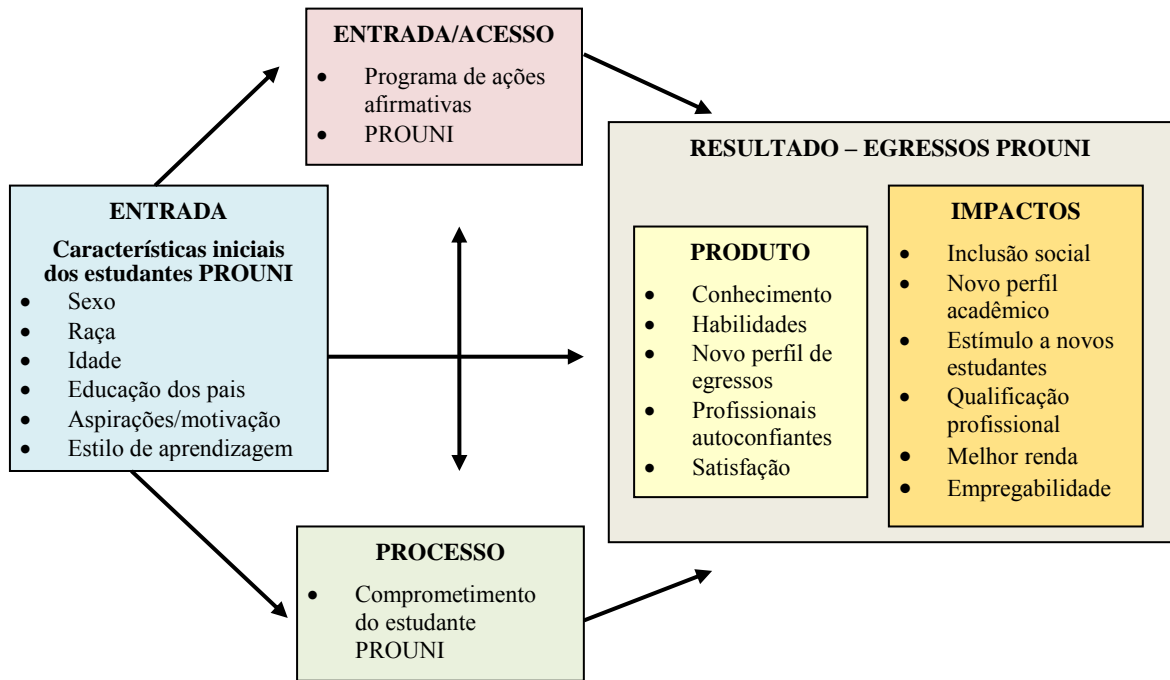 ENTRADA/ACESSO
• Programa de ações
afirmativas
• PROUNI
ENTRADA
Características iniciais
dos estudantes PROUNI
• Sexo
• Raça
• Idade
• Educação dos pais
• Aspirações/motivação
• Estilo de aprendizagem
PROCESSO
• Comprometimento
do estudante
PROUNI
RESULTADO – EGRESSOS PROUNI
PRODUTO
• Conhecimento
• Habilidades
• Novo perfil de
egressos
• Profissionais
autoconfiantes
• Satisfação
IMPACTOS
• Inclusão social
• Novo perfil
acadêmico
• Estímulo a novos
estudantes
• Qualificação
profissional
• Melhor renda
• Empregabilidade